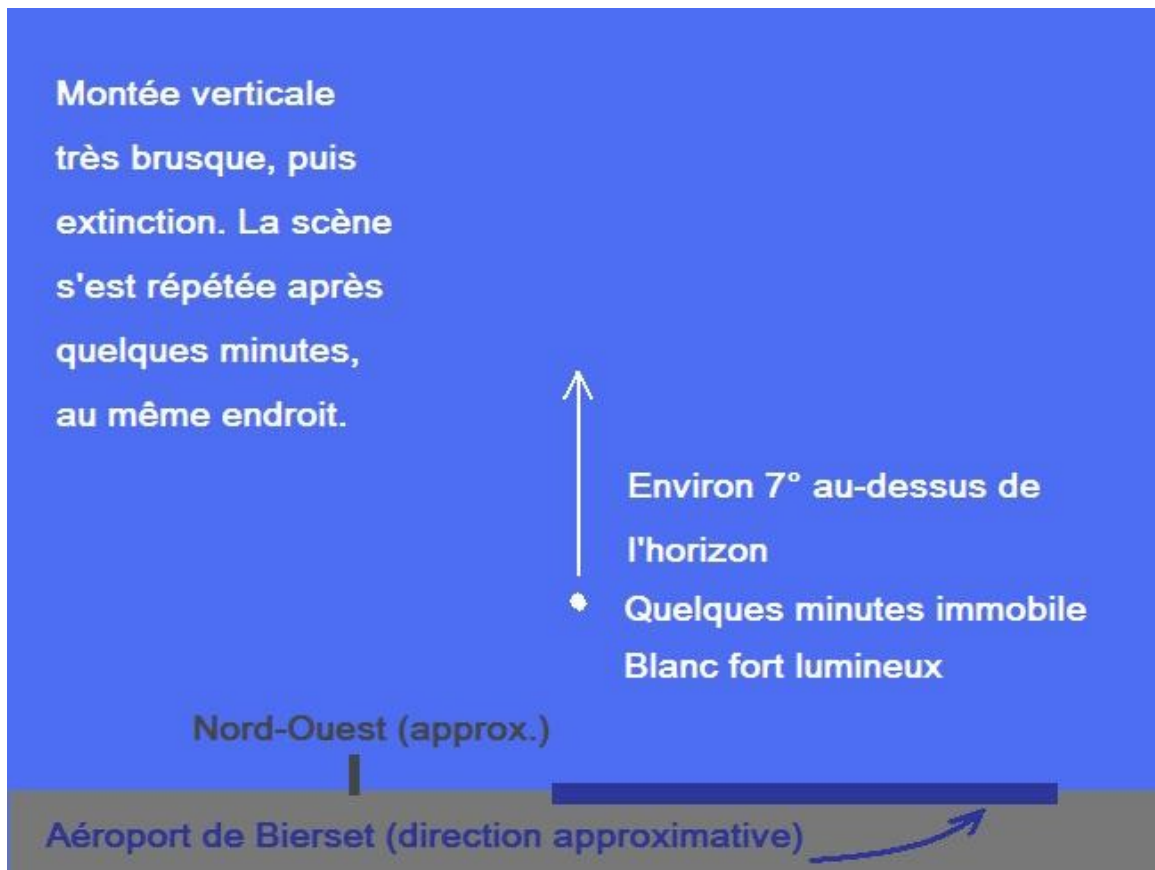 Montée verticale
très brusque, puis
extinction. La scène
s'est répétée après
quelques minutes,
au même endroit.
Environ 7° au-dessus de
l'horizon
Quelques minutes immobile
Blanc fort lumineux
Nord-Ouest (approx.)
Aéroport de Bierset (direction approximative)